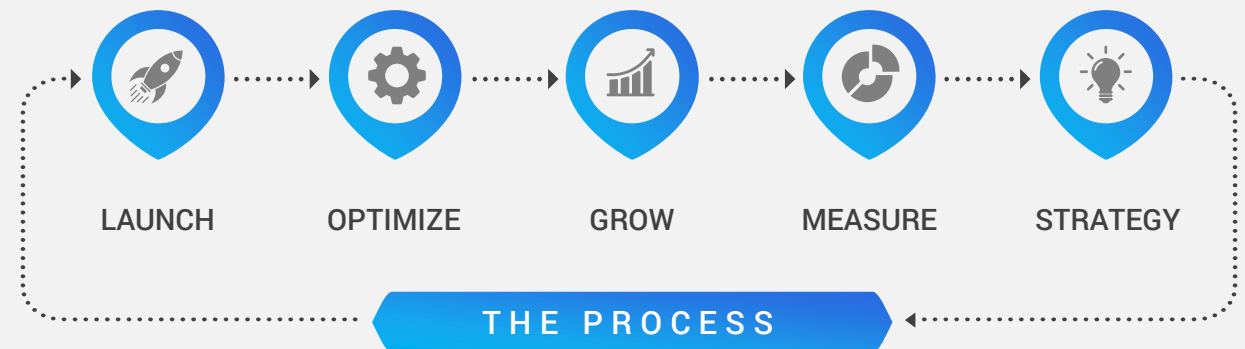 LAUNCH OPTIMIZE GROW MEASURE STRATEGY
THE PROCESS